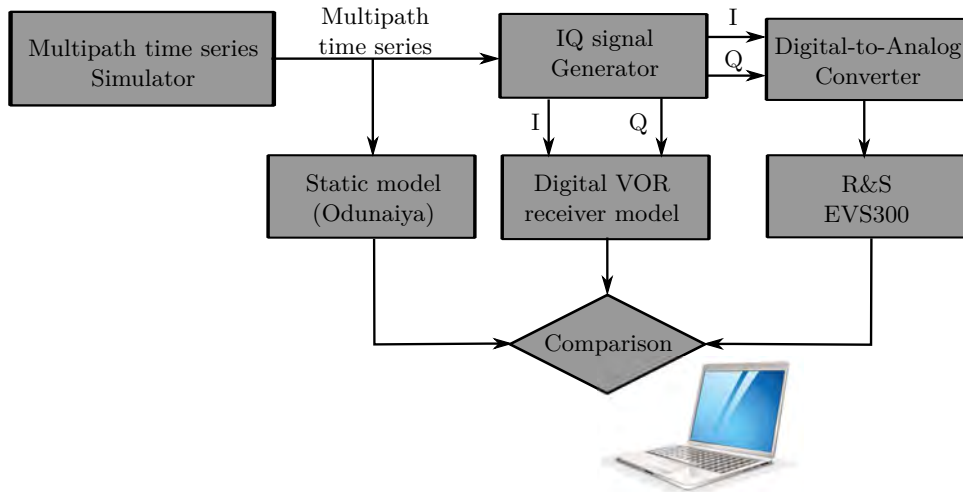 Multipath time series
Simulator
Multipath
time series
IQ signal
Generator
I
Q
Digital-to-Analog
Converter
I
Q
Static model
(Odunaiya)
Digital VOR
receiver model
R&S
EVS300
Comparison